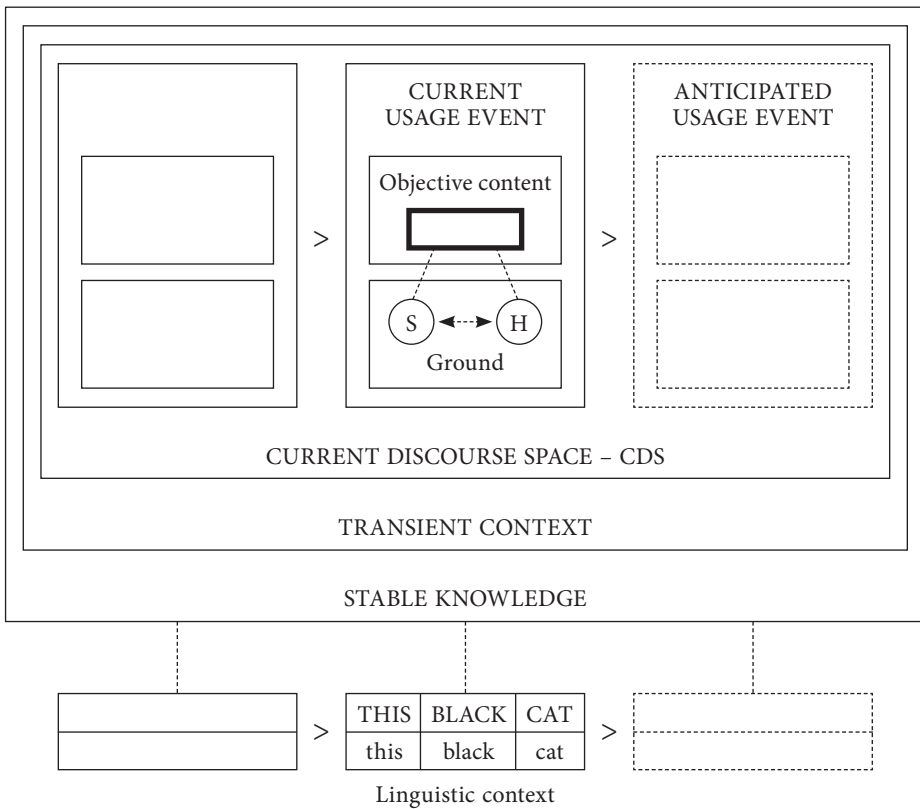 CURRENT
USAGE EVENT
ANTICIPATED
USAGE EVENT
Objective content
>
>
S
H
Ground
CURRENT DISCOURSE SPACE – CDS
TRANSIENT CONTEXT
STABLE KNOWLEDGE
>
THIS BLACK CAT
>
this black cat
Linguistic context